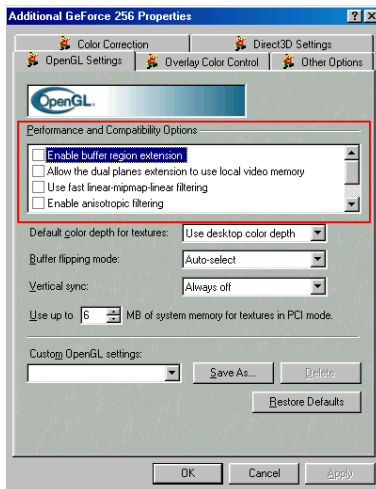 Additional GeForce 256 Properties
Color Correction
Direct3D Settings
OpenGL Settings
Overlay Color Control
Other Options
OpenGL.
Performance and Compatibility Options
Enable buffer region extension
Allow the dual planes extension to use local video memory
Use fast linear-mipmap-linear filtering
Enable anisotropic filtering
Default color depth for textures: Use desktop color depth
Buffer flipping mode: Auto-select
Vertical sync: Always off
Use up to 6 MB of system memory for textures in PCI mode.
Custom OpenGL settings:
Save As... Delete
Restore Defaults
OK Cancel Apply